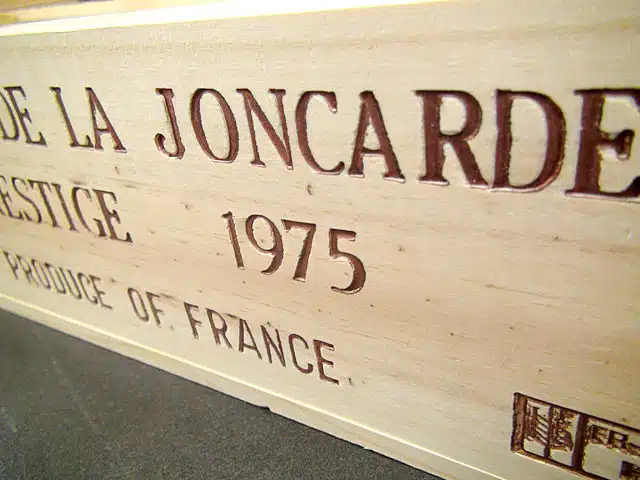 DE LA JONCARDE
ESTIGE 1975
PRODUCE OF FRANCE